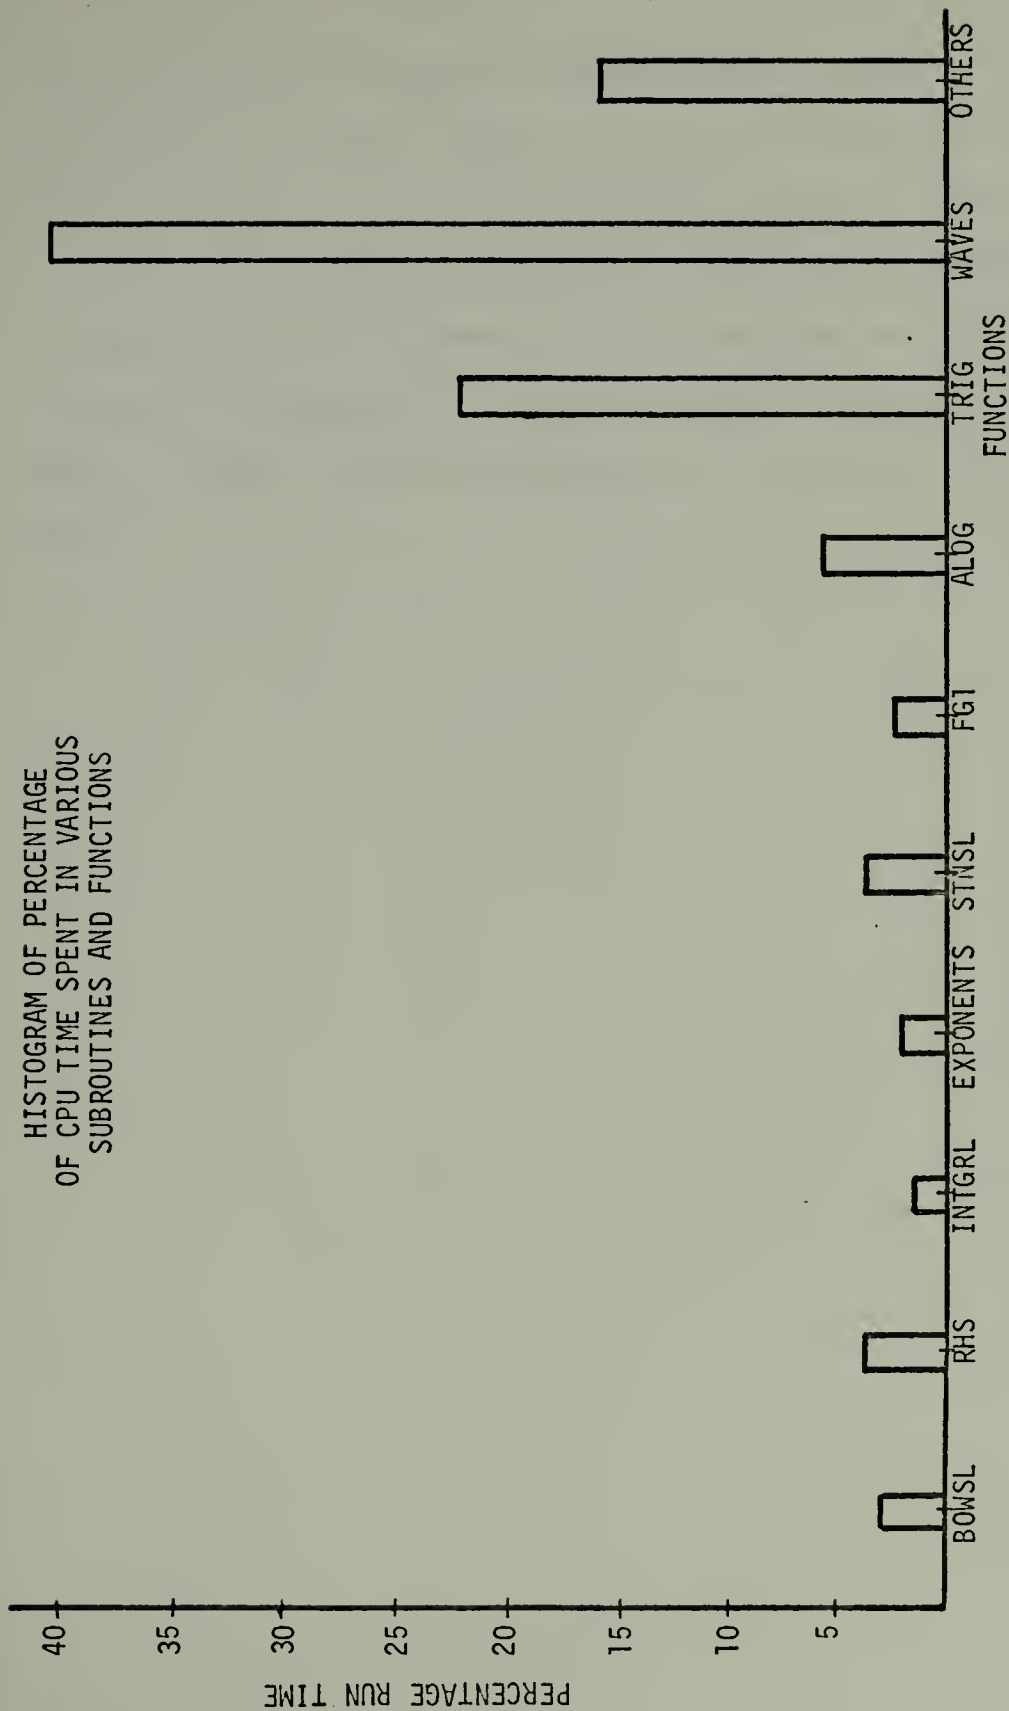 HISTOGRAM OF PERCENTAGE
OF CPU TIME SPENT IN VARIOUS
SUBROUTINES AND FUNCTIONS
PERCENTAGE RUN TIME
40
35
30
25
20
15
10
5
BOWSL
RHS
INTGRL
EXPONENTS
STNSL
FG1
ALOG
TRIG
FUNCTIONS
WAVES
OTHERS